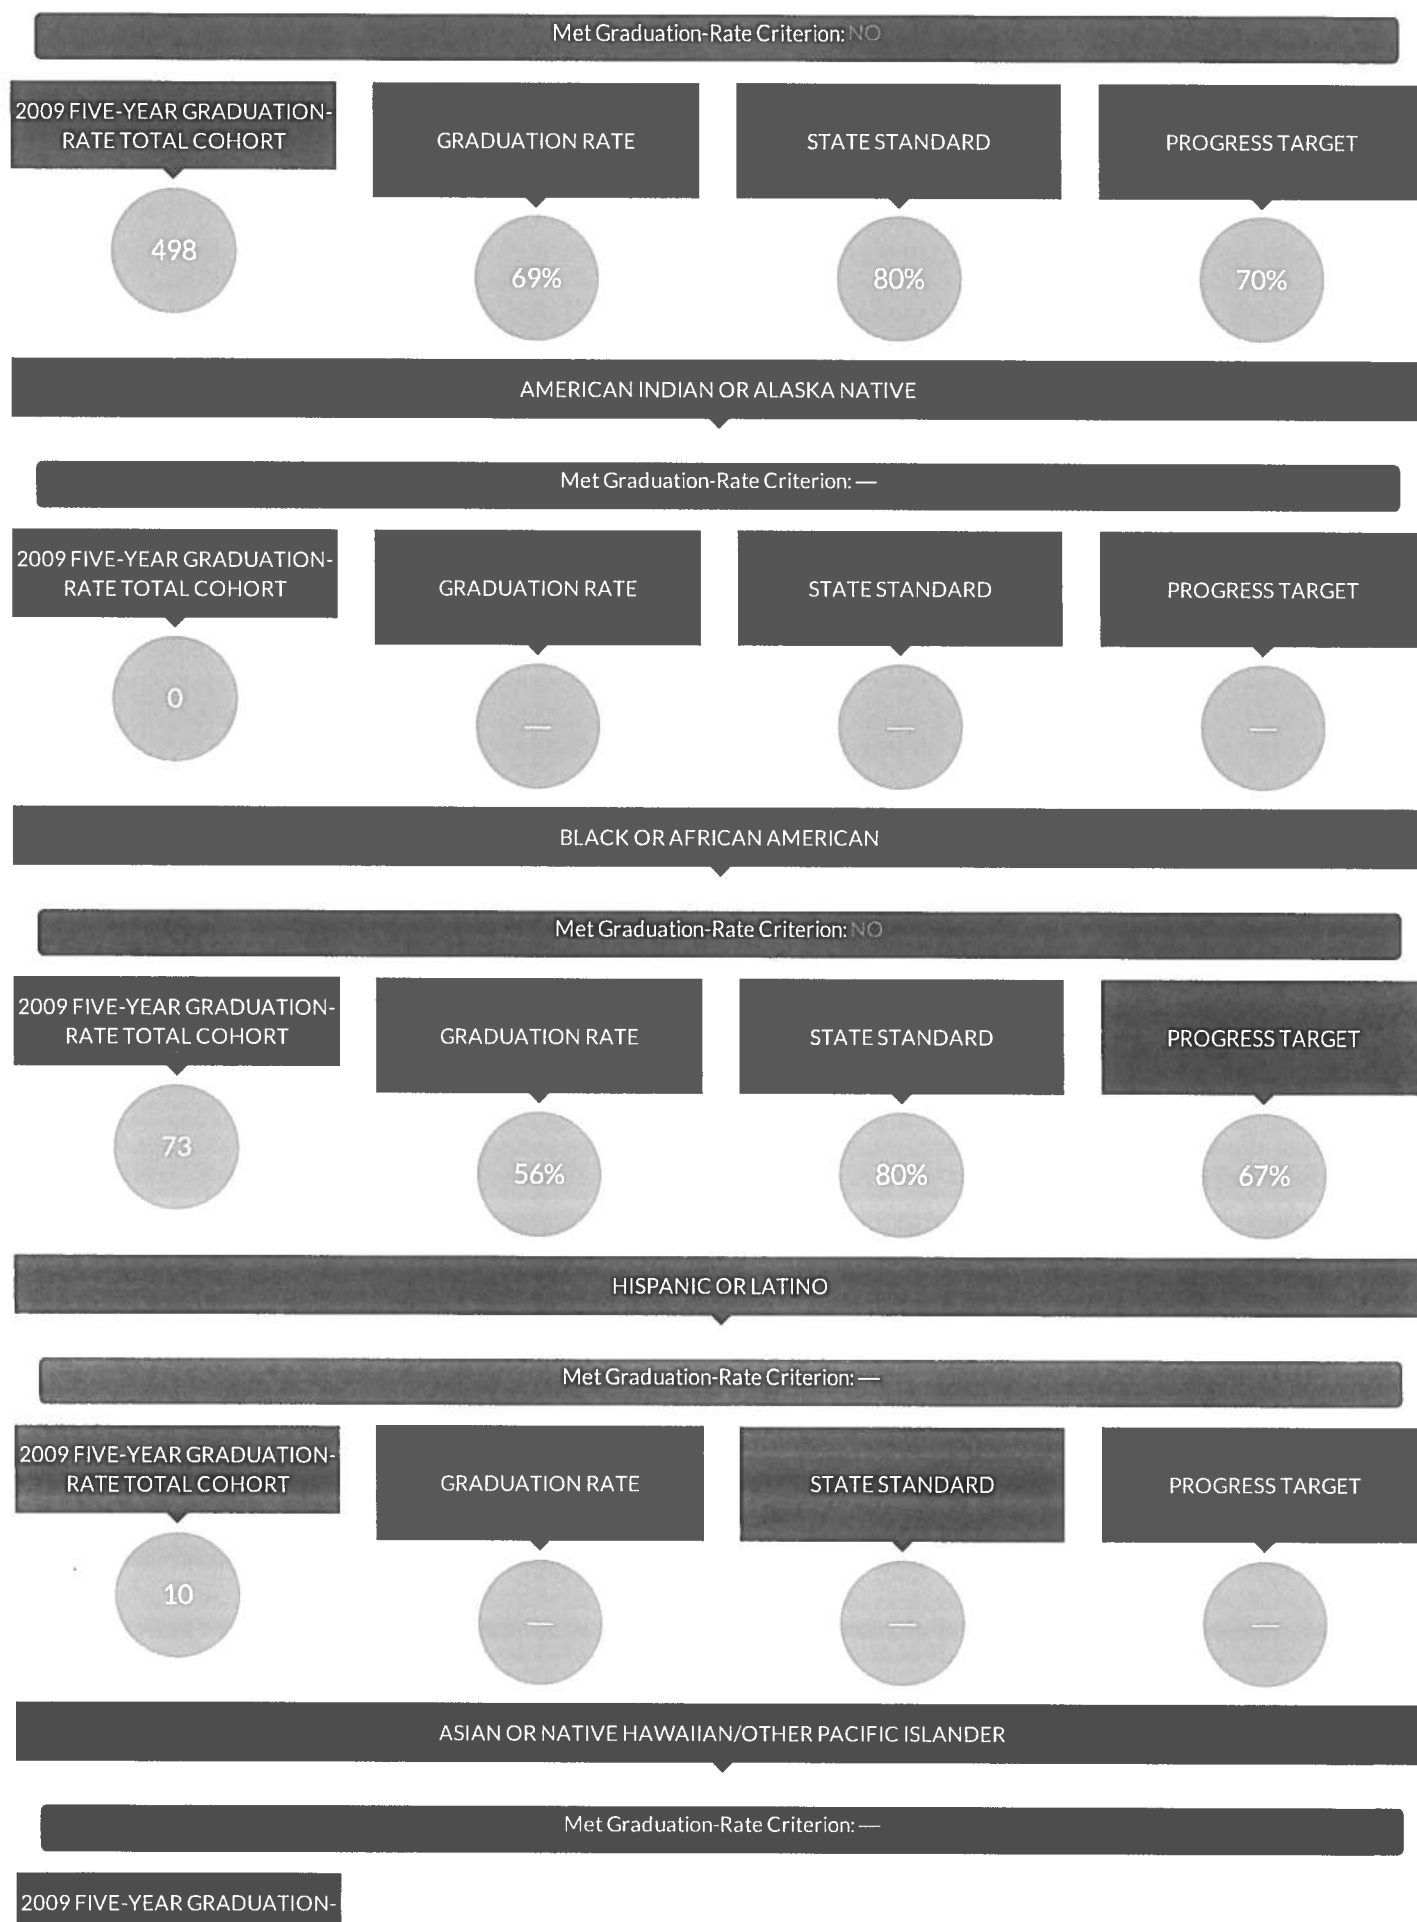 Met Graduation-Rate Criterion: NO
2009 FIVE-YEAR GRADUATION-
RATE TOTAL COHORT
GRADUATION RATE
STATE STANDARD
PROGRESS TARGET
498
69%
80%
70%
AMERICAN INDIAN OR ALASKA NATIVE
Met Graduation-Rate Criterion: —
2009 FIVE-YEAR GRADUATION-
RATE TOTAL COHORT
GRADUATION RATE
STATE STANDARD
PROGRESS TARGET
0
—
—
—
BLACK OR AFRICAN AMERICAN
Met Graduation-Rate Criterion: NO
2009 FIVE-YEAR GRADUATION-
RATE TOTAL COHORT
GRADUATION RATE
STATE STANDARD
PROGRESS TARGET
73
56%
80%
67%
HISPANIC OR LATINO
Met Graduation-Rate Criterion: —
2009 FIVE-YEAR GRADUATION-
RATE TOTAL COHORT
GRADUATION RATE
STATE STANDARD
PROGRESS TARGET
10
—
—
—
ASIAN OR NATIVE HAWAIIAN/OTHER PACIFIC ISLANDER
Met Graduation-Rate Criterion: —
2009 FIVE-YEAR GRADUATION-